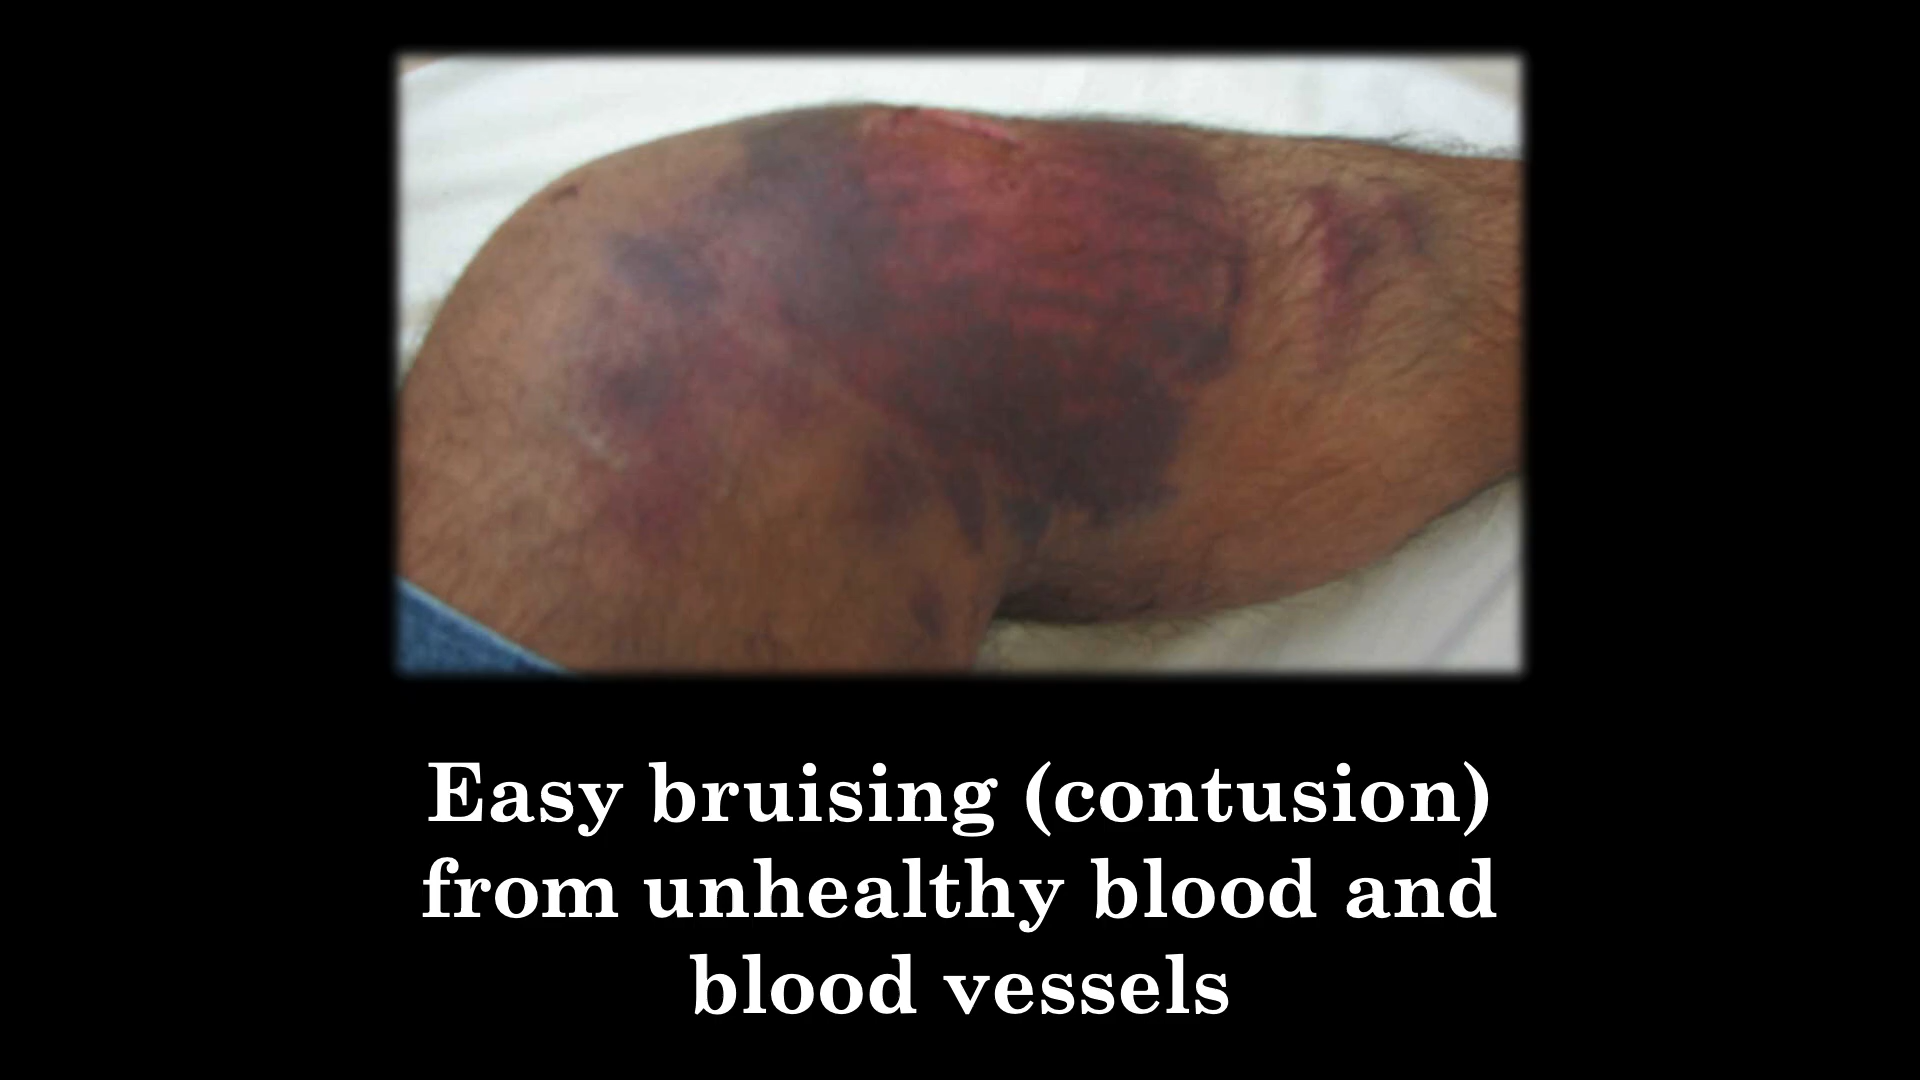 Easy bruising (contusion)
from unhealthy blood and
blood vessels